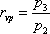 r_vp = p_3 / p_2